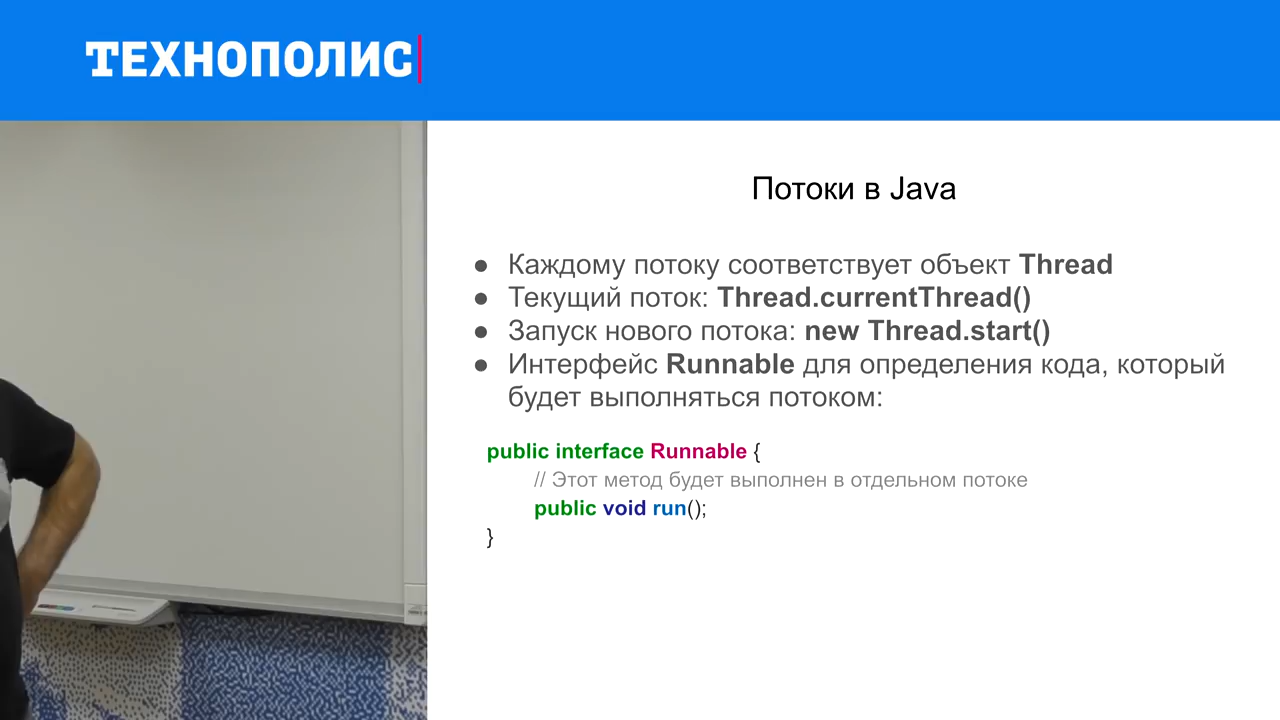 ТЕХНОПОЛИС
Потоки в Java
● Каждому потоку соответствует объект Thread
● Текущий поток: Thread.currentThread()
● Запуск нового потока: new Thread.start()
● Интерфейс Runnable для определения кода, который
будет выполняться потоком:
public interface Runnable {
// Этот метод будет выполнен в отдельном потоке
public void run();
}